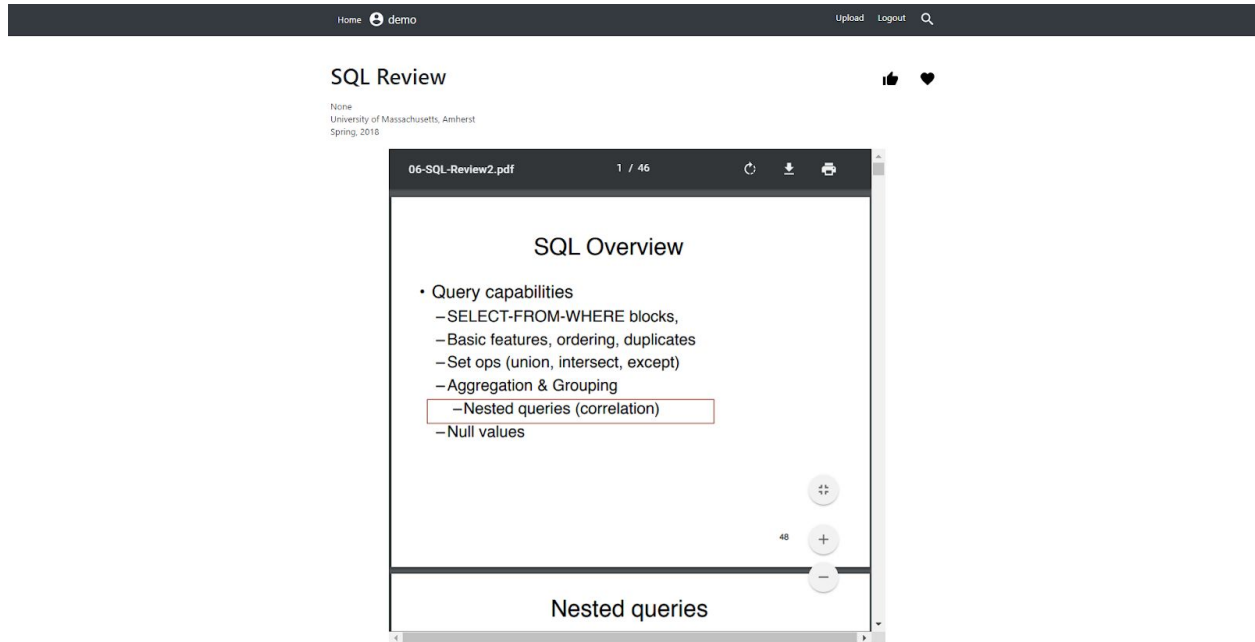 Home demo Upload Logout
SQL Review
None
University of Massachusetts, Amherst
Spring, 2018
06-SQL-Review2.pdf 1 / 46
SQL Overview
• Query capabilities
–SELECT-FROM-WHERE blocks,
–Basic features, ordering, duplicates
–Set ops (union, intersect, except)
–Aggregation & Grouping
–Nested queries (correlation)
–Null values
48
Nested queries